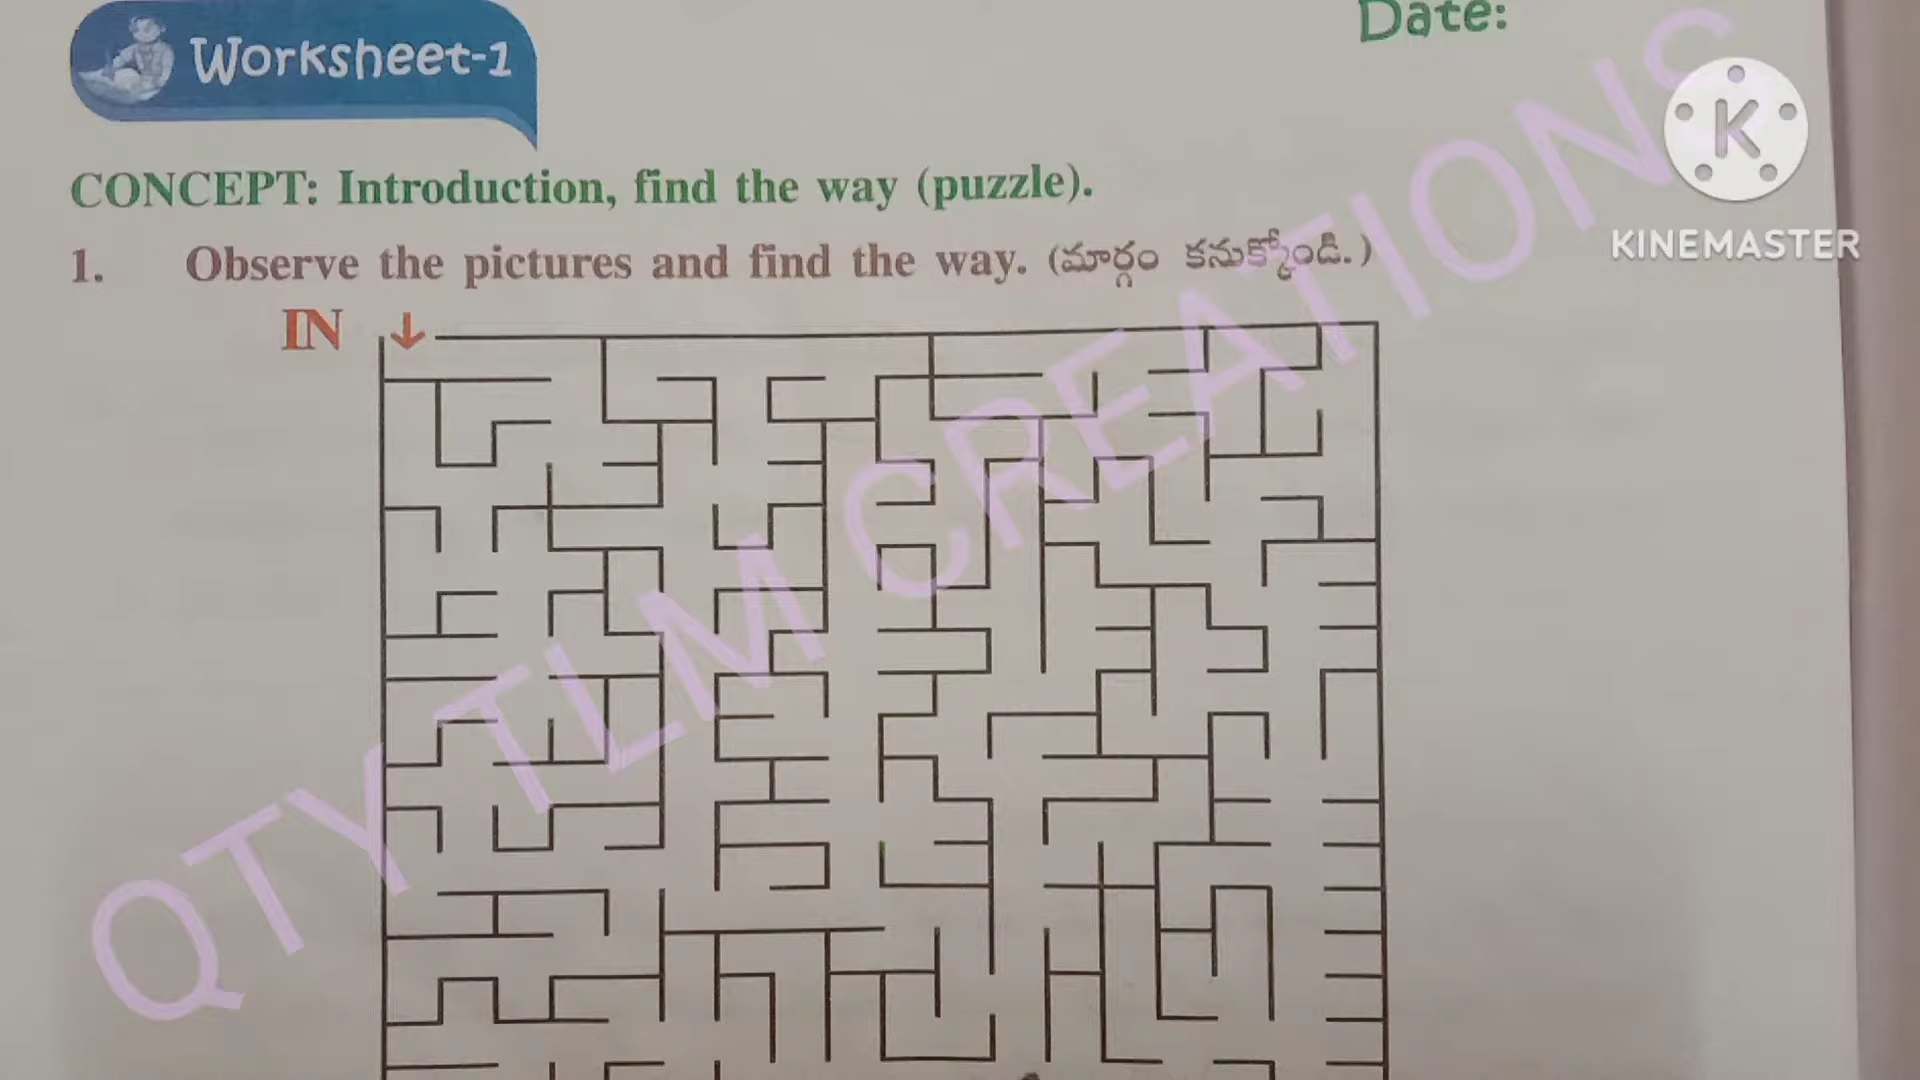 Worksheet-1
Date:
K
KINEMASTER
CONCEPT: Introduction, find the way (puzzle).
1. Observe the pictures and find the way. (మార్గం కనుక్కోండి.)
IN
QTY TLM CREATIONS